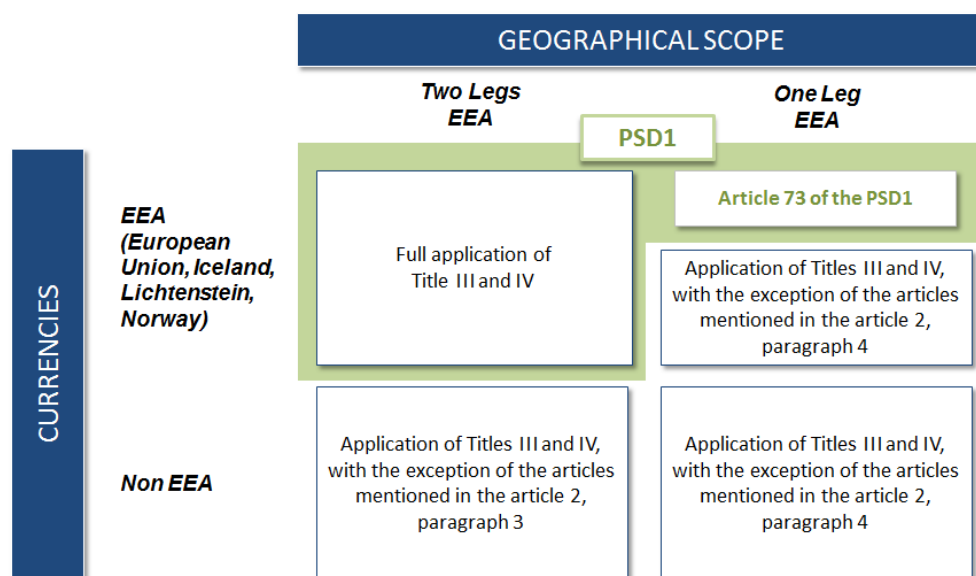 GEOGRAPHICAL SCOPE
Two Legs
EEA
One Leg
EEA
PSD1
CURRENCIES
EEA
(European
Union, Iceland,
Lichtenstein,
Norway)
Full application of
Title III and IV
Article 73 of the PSD1
Application of Titles III and IV,
with the exception of the articles
mentioned in the article 2,
paragraph 4
Non EEA
Application of Titles III and IV,
with the exception of the articles
mentioned in the article 2,
paragraph 3
Application of Titles III and IV,
with the exception of the articles
mentioned in the article 2,
paragraph 4